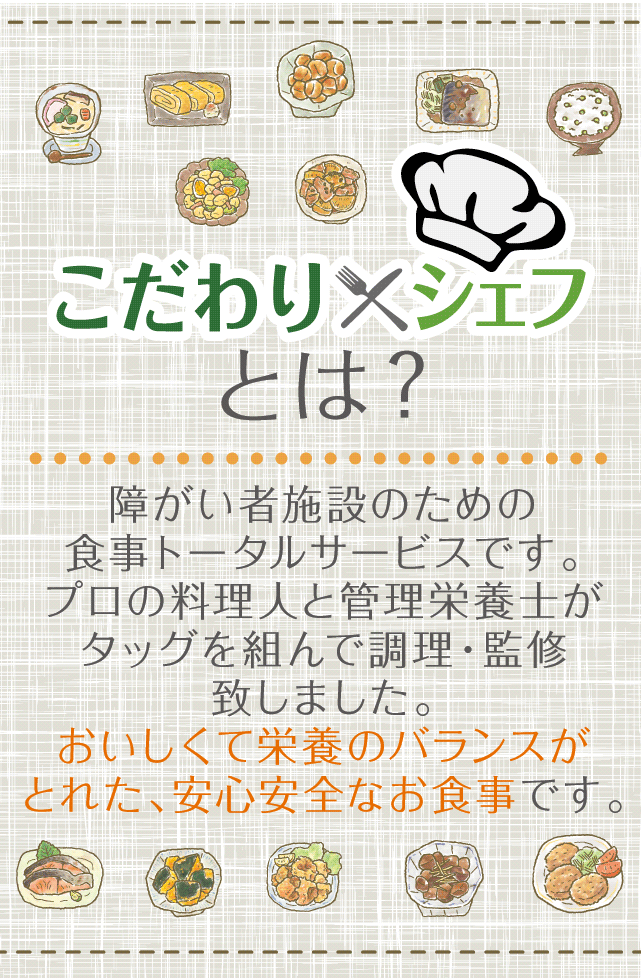 こだわりシェフ
とは？
障がい者施設のための
食事トータルサービスです。
プロの料理人と管理栄養士が
タッグを組んで調理・監修
致しました。
おいしくて栄養のバランスが
とれた、安心安全なお食事です。